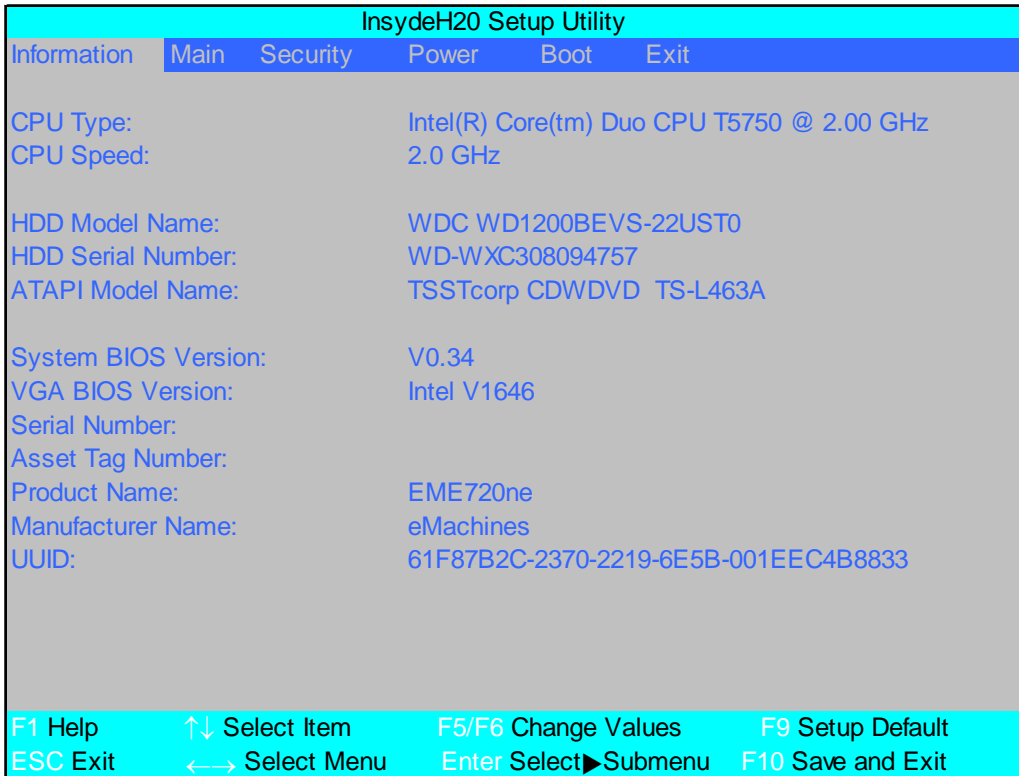 InsydeH20 Setup Utility
Information Main Security Power Boot Exit
CPU Type: Intel(R) Core(tm) Duo CPU T5750 @ 2.00 GHz
CPU Speed: 2.0 GHz
HDD Model Name: WDC WD1200BEVS-22UST0
HDD Serial Number: WD-WXC308094757
ATAPI Model Name: TSSTcorp CDWDVD TS-L463A
System BIOS Version: V0.34
VGA BIOS Version: Intel V1646
Serial Number:
Asset Tag Number:
Product Name: EME720ne
Manufacturer Name: eMachines
UUID: 61F87B2C-2370-2219-6E5B-001EEC4B8833
F1 Help ↑↓ Select Item F5/F6 Change Values F9 Setup Default
ESC Exit ←→ Select Menu Enter Select▶Submenu F10 Save and Exit